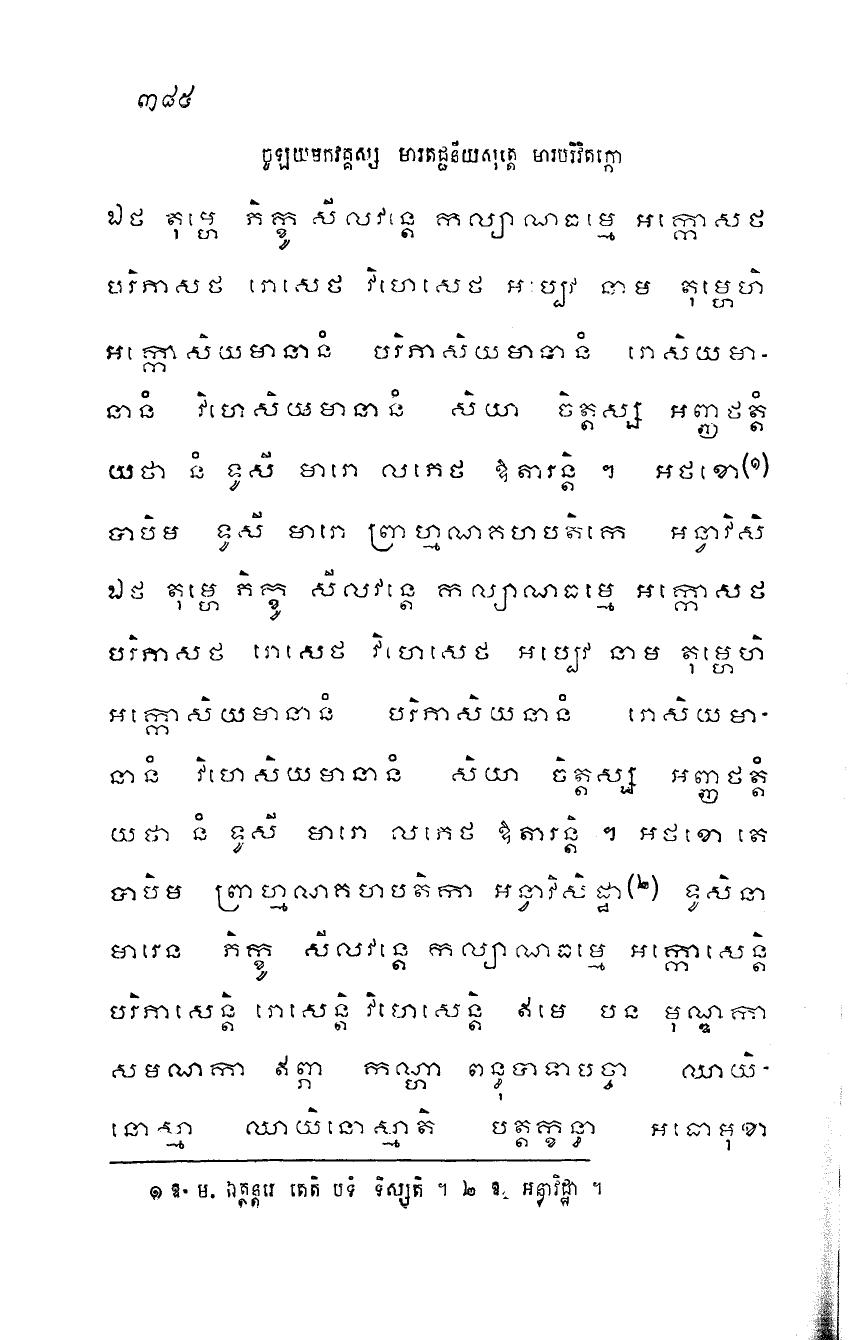 ៣៨៥
ចូឡយមកវគ្គស្ស មារតជ្ជនីយសុត្តេ មារបរិវិតក្កោ
ឯថ តុម្ហេ ភិក្ខូ សីលវន្តេ កល្យាណធម្មេ អក្កោសថ
បរិភាសថ រោសេថ វិហេសេថ អប្បេវ នាម តុម្ហេហិ
អក្កោសិយមានានំ បរិភាសិយមានានំ រោសិយមា-
នានំ វិហេសិយមានានំ សិយា ចិត្តស្ស អញ្ញថត្តំ
យថា នំ ទូសី មារោ លភេថ ឱតារន្តិ ។ អថខោ(១)
បាបិម ទូសី មារោ ព្រាហ្មណគហបតិកេ អន្វាវិសិ
ឯថ តុម្ហេ ភិក្ខូ សីលវន្តេ កល្យាណធម្មេ អក្កោសថ
បរិភាសថ រោសេថ វិហេសេថ អប្បេវ នាម តុម្ហេហិ
អក្កោសិយមានានំ បរិភាសិយនានំ រោសិយមា-
នានំ វិហេសិយមានានំ សិយា ចិត្តស្ស អញ្ញថត្តំ
យថា នំ ទូសី មារោ លភេថ ឱតារន្តិ ។ អថខោ តេ
បាបិម ព្រាហ្មណគហបតិកា អន្វាវិសិដ្ឋា(២) ទូសិនា
មារេន ភិក្ខូ សីលវន្តេ កល្យាណធម្មេ អក្កោសេន្តិ
បរិភាសេន្តិ រោសេន្តិ វិហេសេន្តិ ឥមេ បន មុណ្ឌកា
សមណកា ឥព្ភា កណ្ហា ពន្ធុបាទាបច្ចា ឈាយិ-
នោស្មា ឈាយិនោស្មាតិ បត្តក្ខន្ធា អធោមុខា
១ ឧ. ម. ឯត្ថន្តរេ តេតិ បទំ ទិស្សតិ ។ ២ ឧ. អន្វាវិដ្ឋា ។